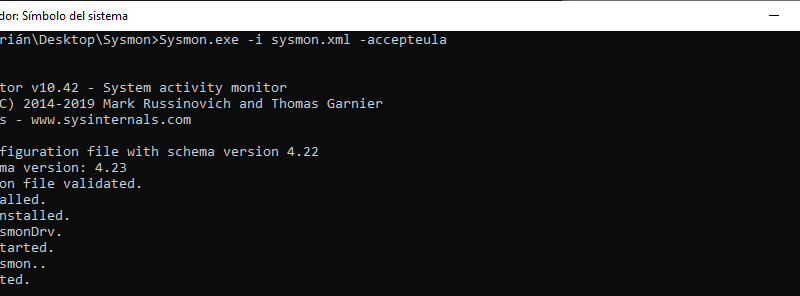 dor: Símbolo del sistema
rián\Desktop\Sysmon>Sysmon.exe -i sysmon.xml -accepteula
tor v10.42 - System activity monitor
C) 2014-2019 Mark Russinovich and Thomas Garnier
s - www.sysinternals.com
figuration file with schema version 4.22
ma version: 4.23
on file validated.
alled.
nstalled.
smonDrv.
tarted.
smon..
ted.